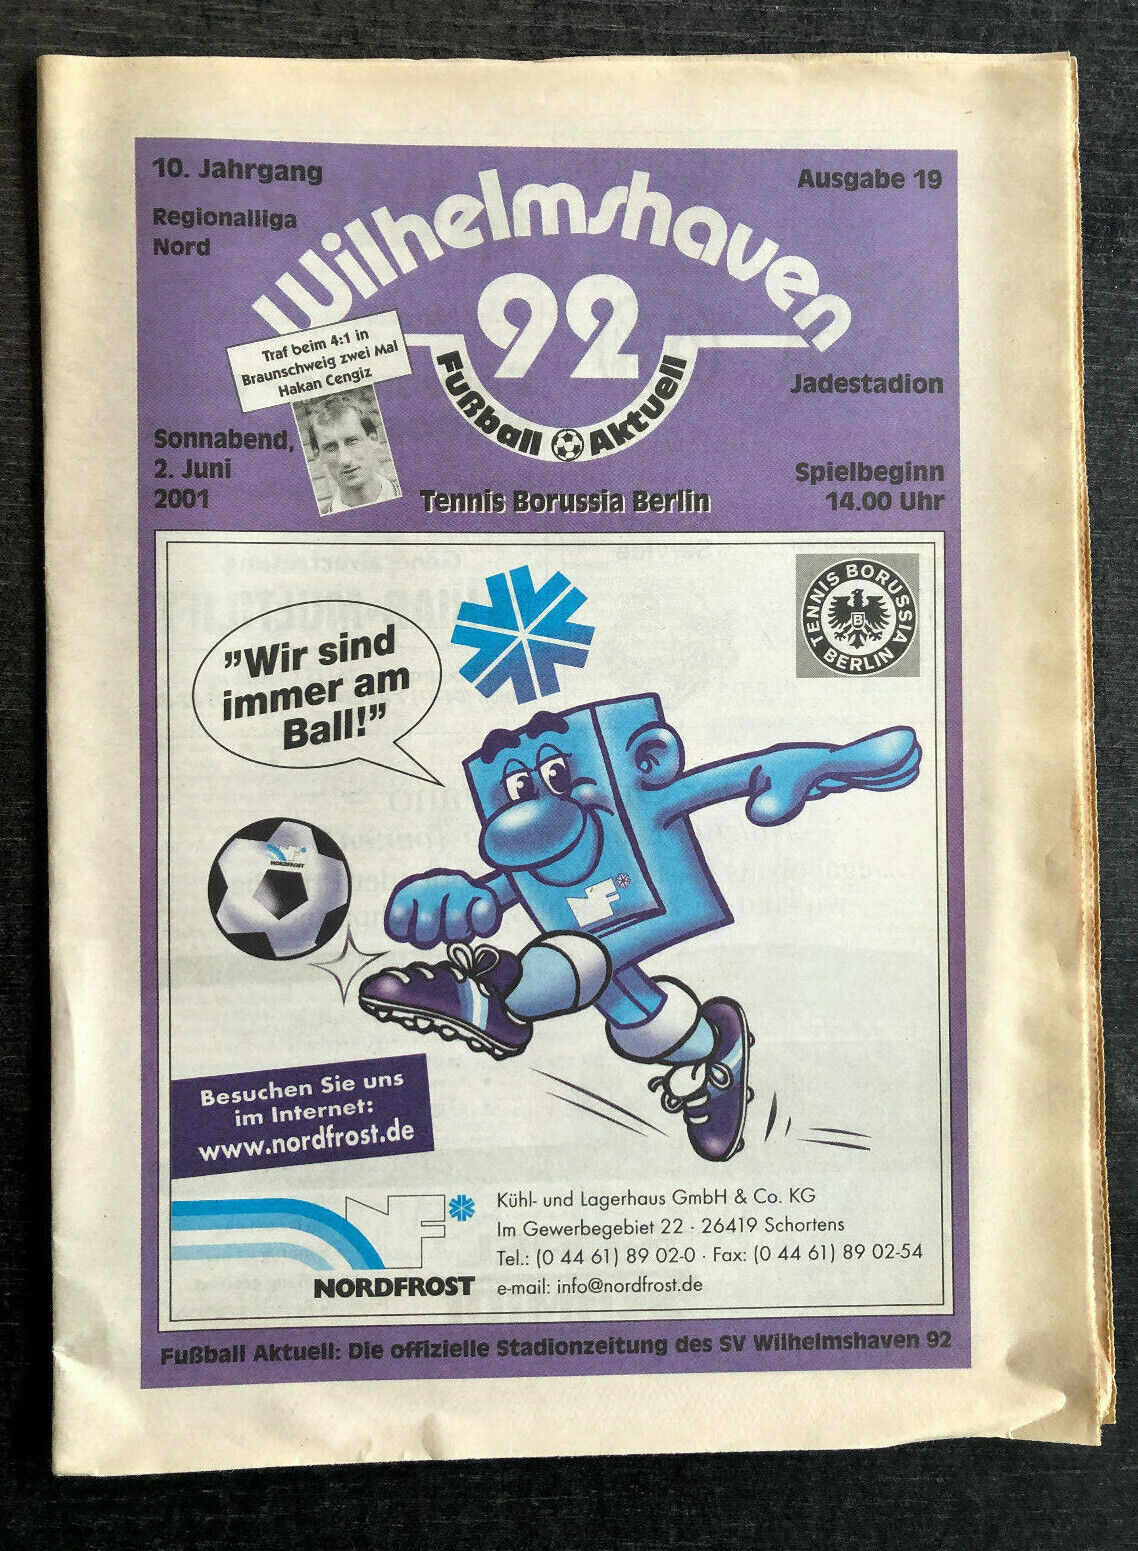 10. Jahrgang
Ausgabe 19
Regionalliga
Nord
Wilhelmshaven
92
Fußball Aktuell
Traf beim 4:1 in
Braunschweig zwei Mal
Hakan Cengiz
Jadestadion
Sonnabend,
2. Juni
2001
Spielbeginn
14.00 Uhr
Tennis Borussia Berlin
TENNIS BORUSSIA
BERLIN
"Wir sind
immer am
Ball!"
NORDFROST
NF
Besuchen Sie uns
im Internet:
www.nordfrost.de
NF
NORDFROST
Kühl- und Lagerhaus GmbH & Co. KG
Im Gewerbegebiet 22 · 26419 Schortens
Tel.: (0 44 61) 89 02-0 · Fax: (0 44 61) 89 02-54
e-mail: info@nordfrost.de
Fußball Aktuell: Die offizielle Stadionzeitung des SV Wilhelmshaven 92